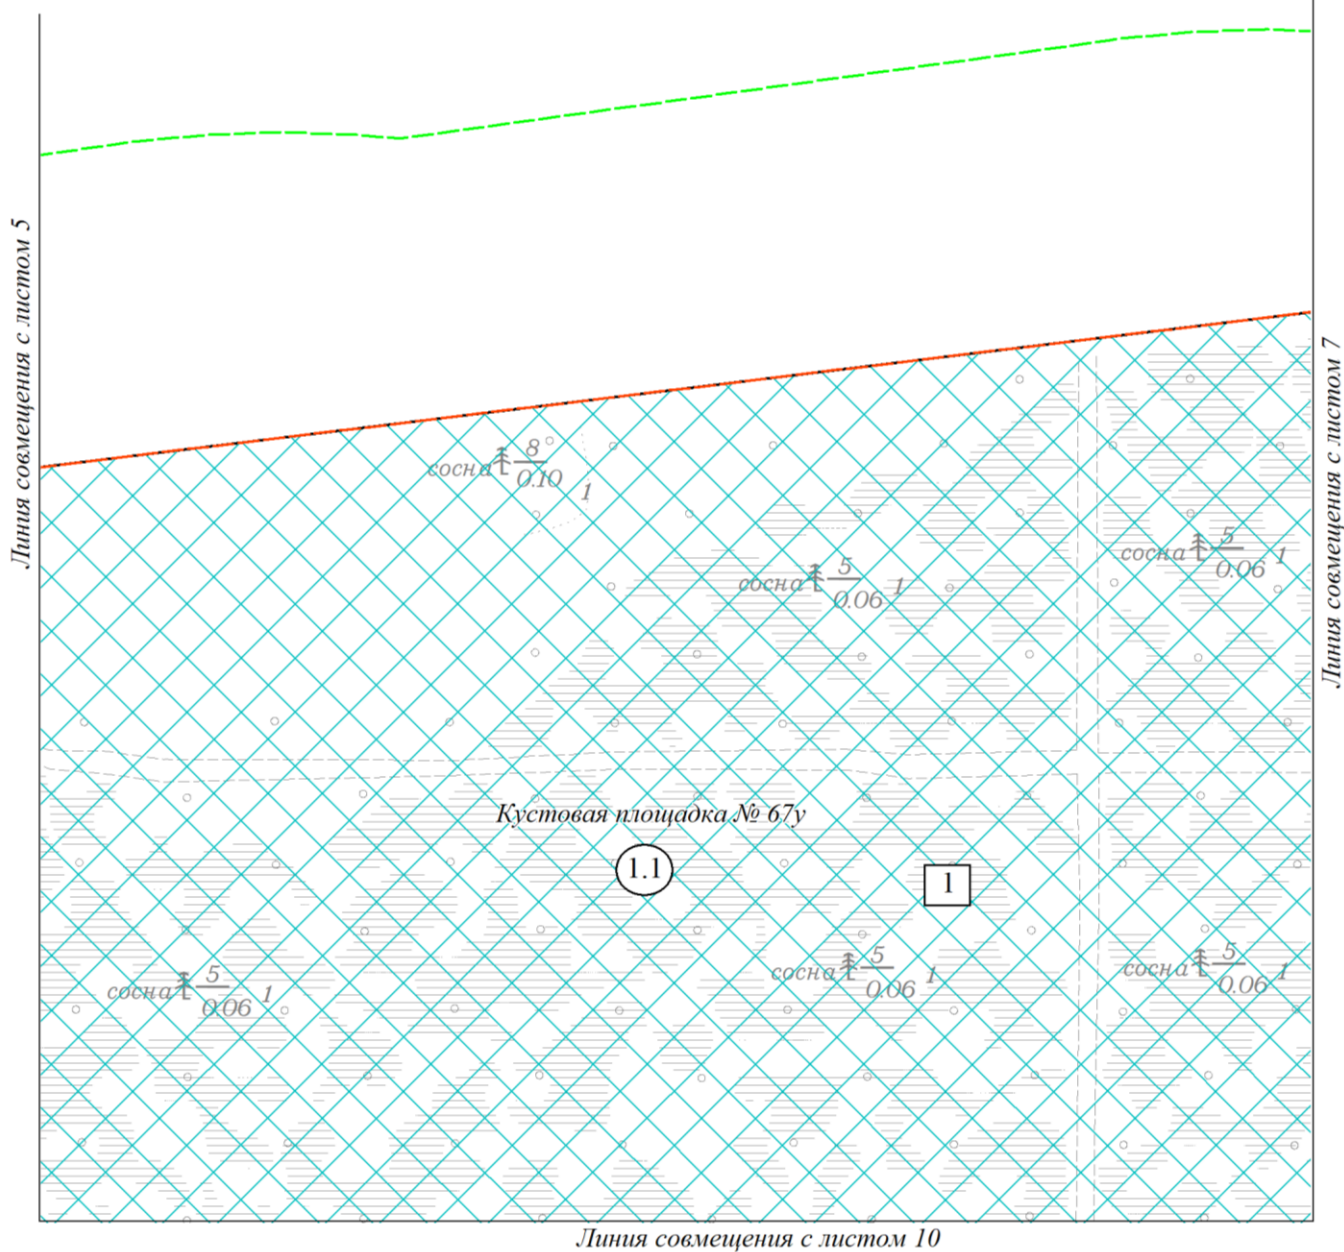 Линия совмещения с листом 5
Линия совмещения с листом 7
сосна 8
0.10 1
сосна 5
0.06 1
сосна 5
0.06 1
Кустовая площадка № 67у
1.1
1
сосна 5
0.06 1
сосна 5
0.06 1
сосна 5
0.06 1
Линия совмещения с листом 10